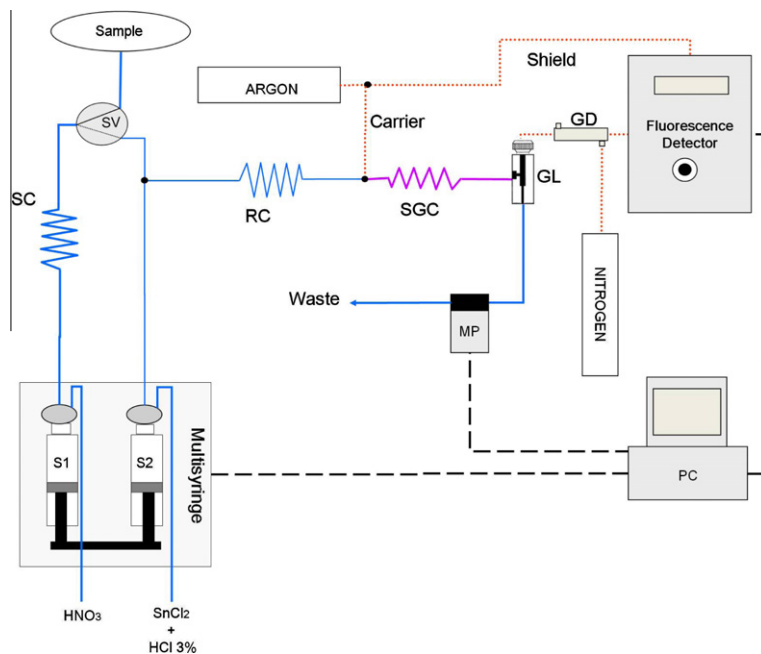 Sample
SV
ARGON
Shield
Carrier
GD
Fluorescence
Detector
SC
RC
SGC
GL
NITROGEN
Waste
MP
S1
S2
Multisyringe
PC
HNO3
SnCl2
+
HCl 3%